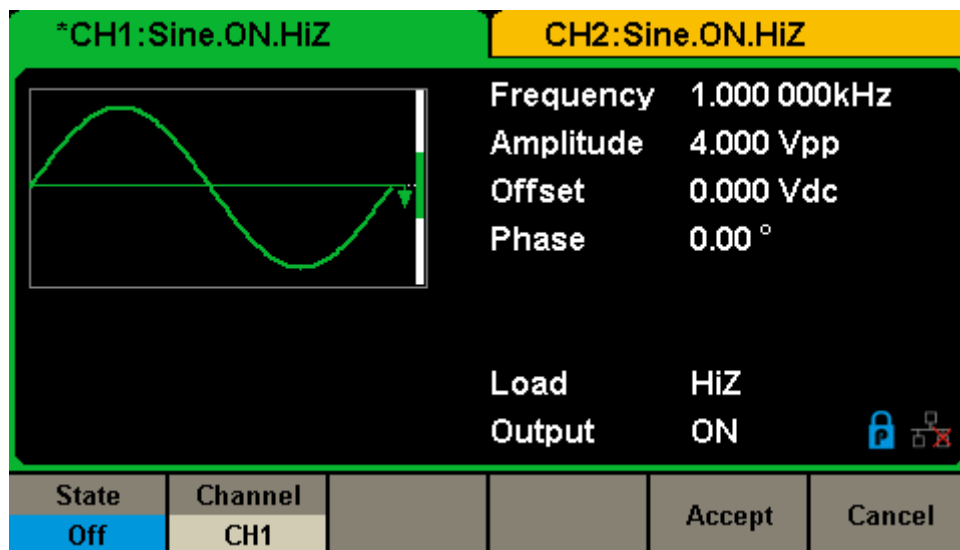 *CH1:Sine.ON.HiZ
CH2:Sine.ON.HiZ
Frequency 1.000 000kHz
Amplitude 4.000 Vpp
Offset 0.000 Vdc
Phase 0.00 °
Load HiZ
Output ON
P
State Channel Accept Cancel
Off CH1